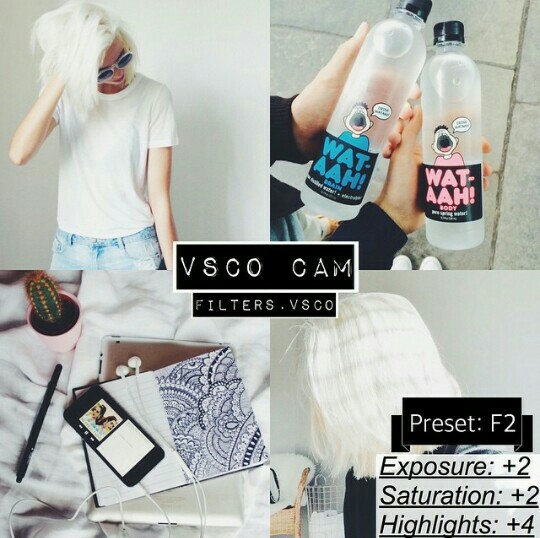 WAT-
AAH!
BRAIN
WAT-
AAH!
BODY
pure spring water!
VSCO CAM
FILTERS.VSCO
Preset: F2
Exposure: +2
Saturation: +2
Highlights: +4